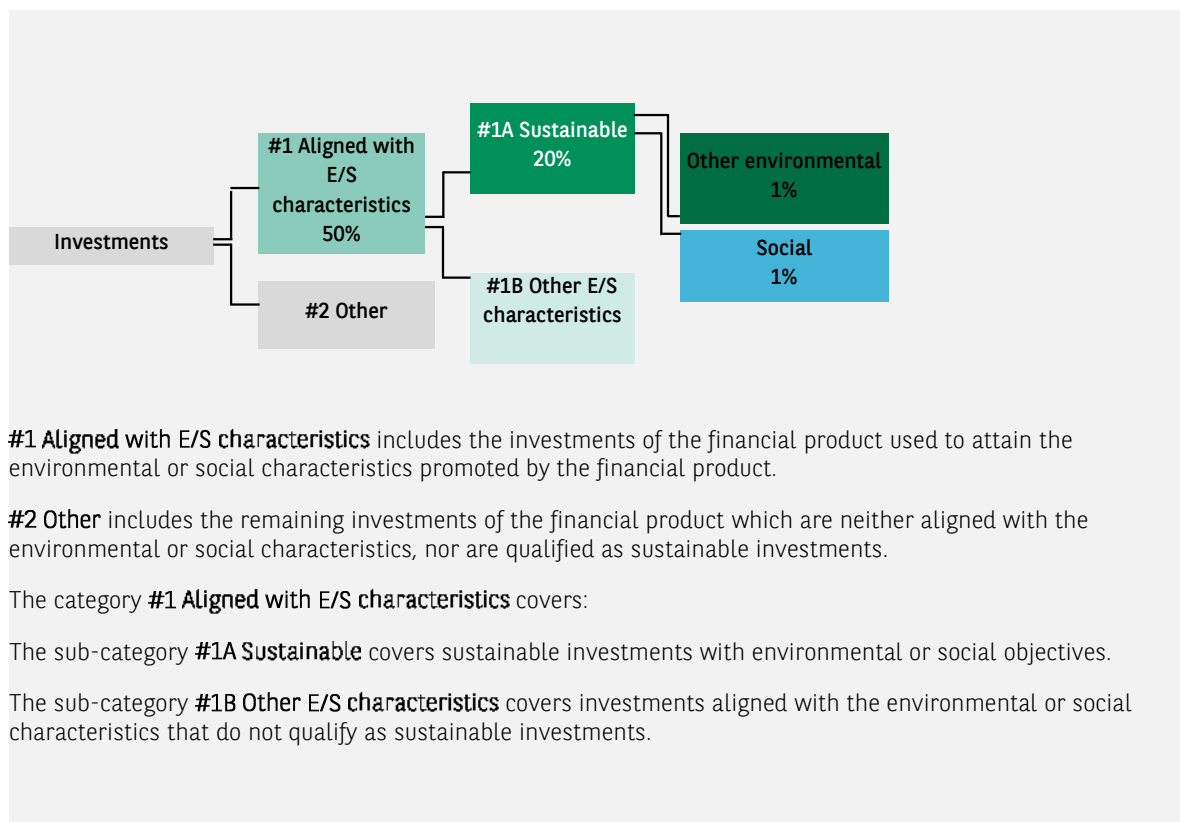 Investments
#1 Aligned with
E/S
characteristics
50%
#2 Other
#1A Sustainable
20%
#1B Other E/S
characteristics
Other environmental
1%
Social
1%
#1 Aligned with E/S characteristics includes the investments of the financial product used to attain the
environmental or social characteristics promoted by the financial product.
#2 Other includes the remaining investments of the financial product which are neither aligned with the
environmental or social characteristics, nor are qualified as sustainable investments.
The category #1 Aligned with E/S characteristics covers:
The sub-category #1A Sustainable covers sustainable investments with environmental or social objectives.
The sub-category #1B Other E/S characteristics covers investments aligned with the environmental or social
characteristics that do not qualify as sustainable investments.